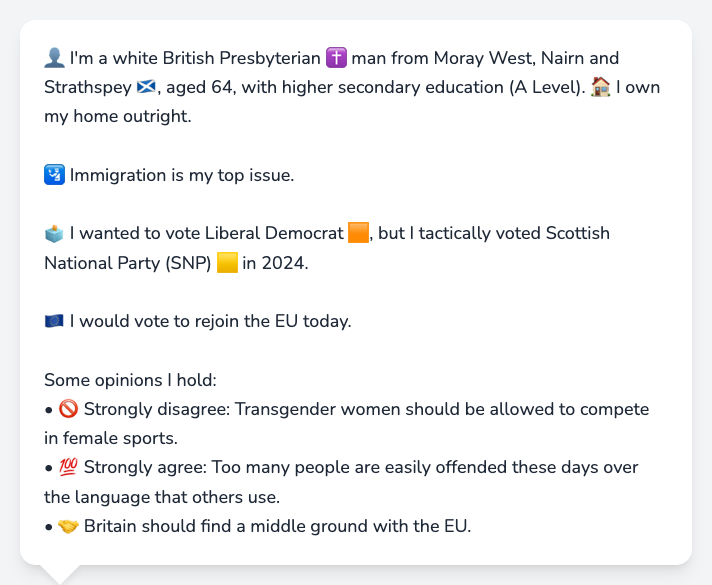 👤 I'm a white British Presbyterian ✝️ man from Moray West, Nairn and
Strathspey 🏴󠁧󠁢󠁳󠁣󠁴󠁿, aged 64, with higher secondary education (A Level). 🏠 I own
my home outright.
🛂 Immigration is my top issue.
🗳️ I wanted to vote Liberal Democrat 🟧, but I tactically voted Scottish
National Party (SNP) 🟨 in 2024.
🇪🇺 I would vote to rejoin the EU today.
Some opinions I hold:
• 🚫 Strongly disagree: Transgender women should be allowed to compete
in female sports.
• 💯 Strongly agree: Too many people are easily offended these days over
the language that others use.
• 🤝 Britain should find a middle ground with the EU.